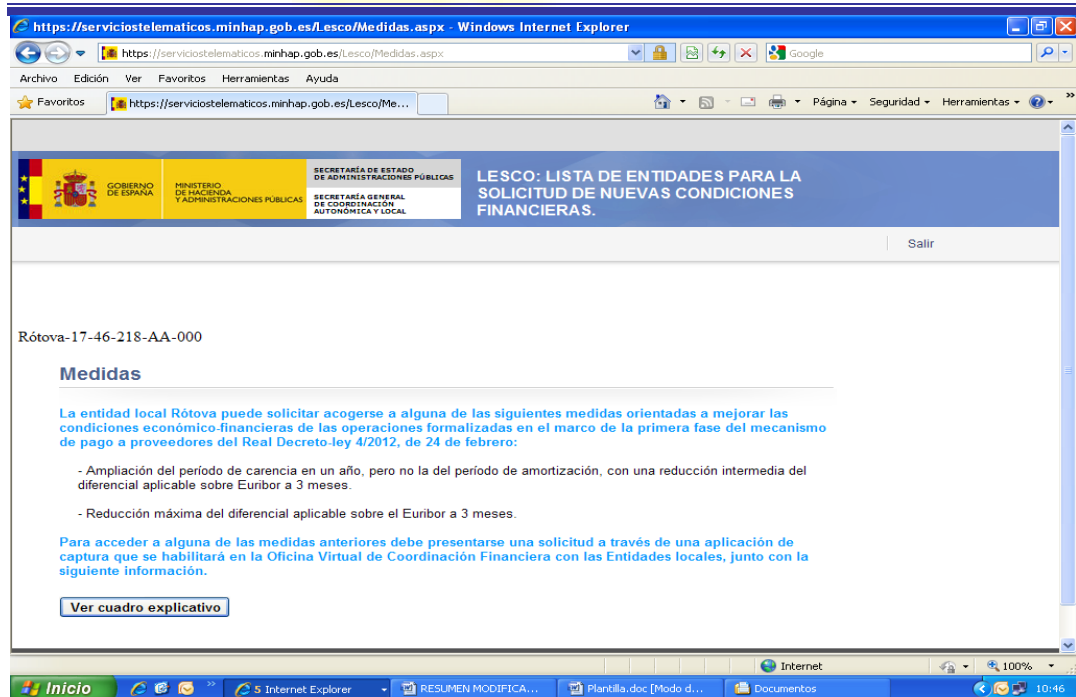 https://serviciostelematicos.minhap.gob.es/Lesco/Medidas.aspx - Windows Internet Explorer
https://serviciostelematicos.minhap.gob.es/Lesco/Medidas.aspx
Google
Archivo Edición Ver Favoritos Herramientas Ayuda
Favoritos
https://serviciostelematicos.minhap.gob.es/Lesco/Me...
Página
Seguridad
Herramientas
GOBIERNO
DE ESPAÑA
MINISTERIO
DE HACIENDA
Y ADMINISTRACIONES PÚBLICAS
SECRETARÍA DE ESTADO
DE ADMINISTRACIONES PÚBLICAS
SECRETARÍA GENERAL
DE COORDINACIÓN
AUTONÓMICA Y LOCAL
LESCO: LISTA DE ENTIDADES PARA LA
SOLICITUD DE NUEVAS CONDICIONES
FINANCIERAS.
Salir
Rótova-17-46-218-AA-000
Medidas
La entidad local Rótova puede solicitar acogerse a alguna de las siguientes medidas orientadas a mejorar las
condiciones económico-financieras de las operaciones formalizadas en el marco de la primera fase del mecanismo
de pago a proveedores del Real Decreto-ley 4/2012, de 24 de febrero:
- Ampliación del período de carencia en un año, pero no la del período de amortización, con una reducción intermedia del
diferencial aplicable sobre Euribor a 3 meses.
- Reducción máxima del diferencial aplicable sobre el Euribor a 3 meses.
Para acceder a alguna de las medidas anteriores debe presentarse una solicitud a través de una aplicación de
captura que se habilitará en la Oficina Virtual de Coordinación Financiera con las Entidades locales, junto con la
siguiente información.
Ver cuadro explicativo
Internet
100%
Inicio
5 Internet Explorer
RESUMEN MODIFICA...
Plantilla.doc [Modo d...
Documentos
10:46